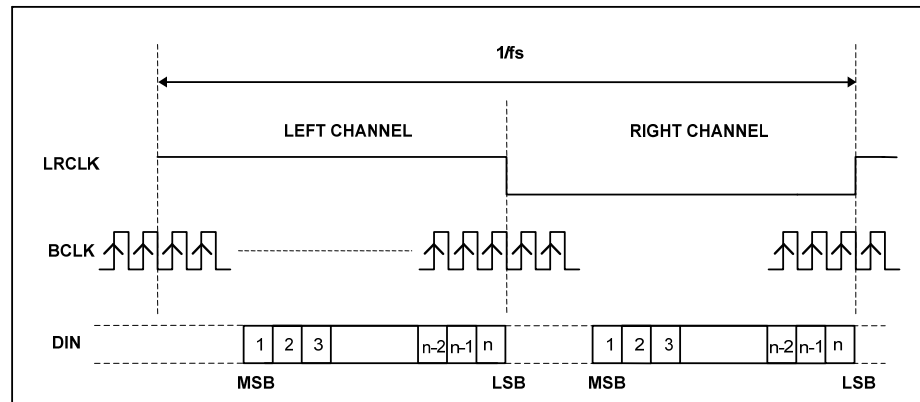 1/fs
LEFT CHANNEL RIGHT CHANNEL
LRCLK
BCLK
DIN 1 2 3 n-2 n-1 n 1 2 3 n-2 n-1 n
MSB LSB MSB LSB